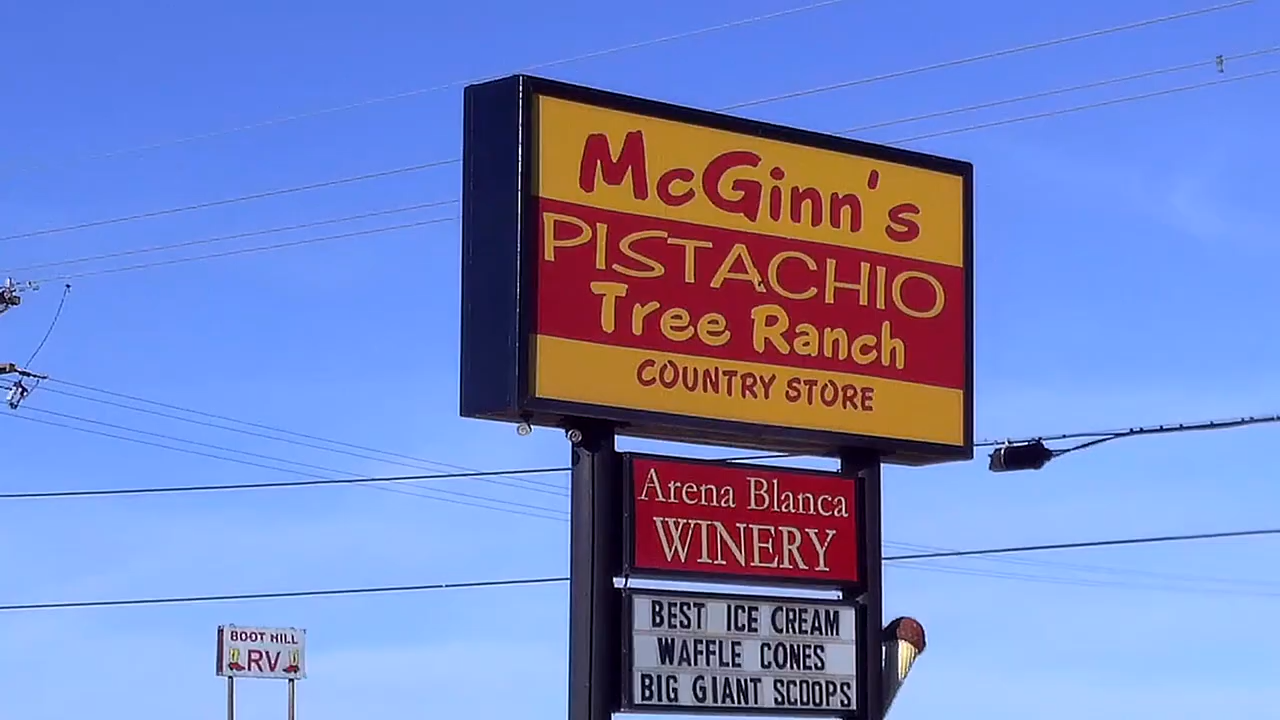 McGinn's
PISTACHIO
Tree Ranch
COUNTRY STORE
Arena Blanca
WINERY
BEST ICE CREAM
WAFFLE CONES
BIG GIANT SCOOPS
BOOT HILL
RV